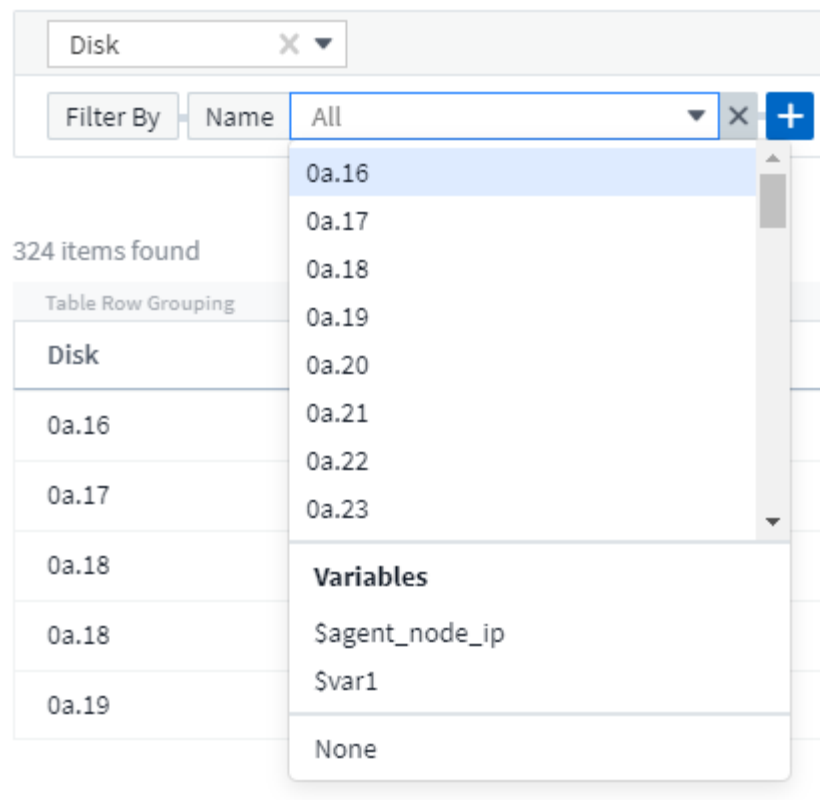 Disk
Filter By Name All
0a.16
0a.17
0a.18
0a.19
0a.20
0a.21
0a.22
0a.23
Variables
$agent_node_ip
$var1
None
324 items found
Table Row Grouping
Disk
0a.16
0a.17
0a.18
0a.18
0a.19